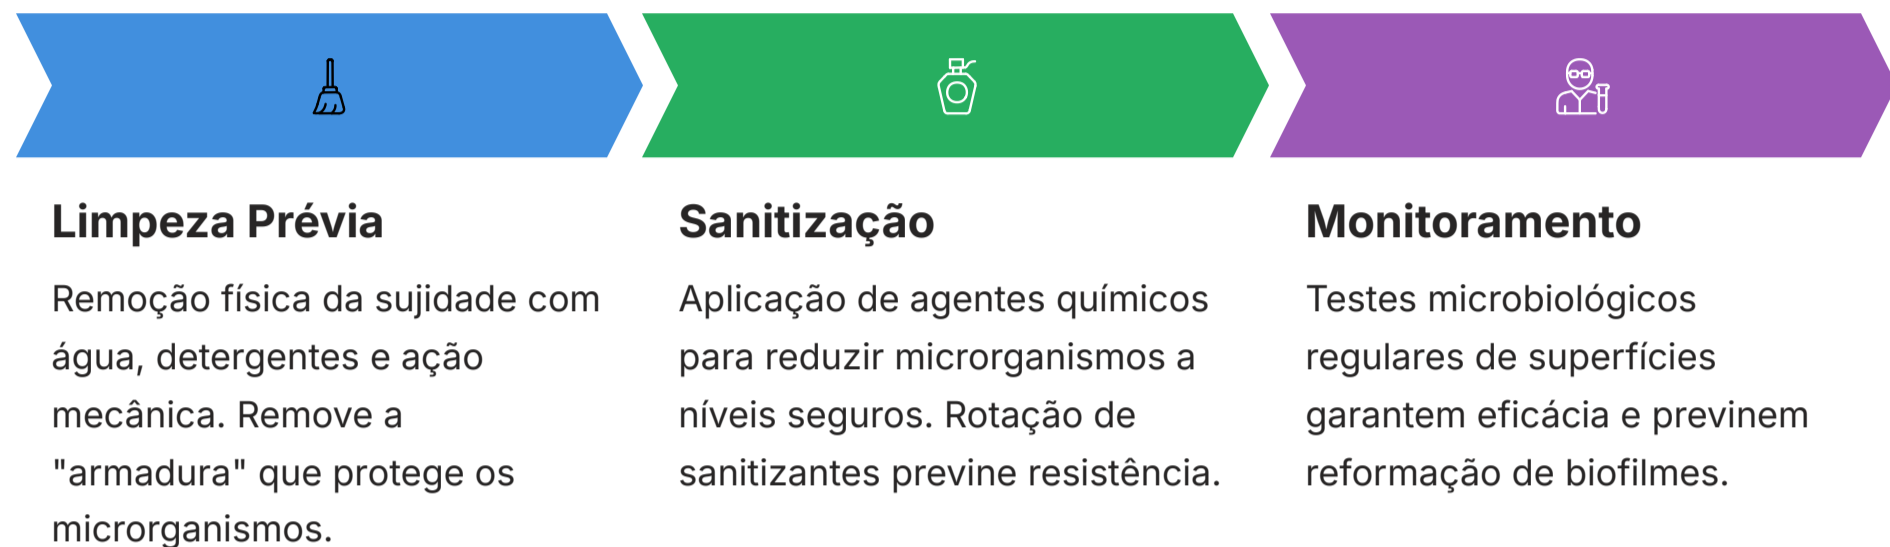 Limpeza Prévia
Remoção física da sujidade com
água, detergentes e ação
mecânica. Remove a
"armadura" que protege os
microrganismos.
Sanitização
Aplicação de agentes químicos
para reduzir microrganismos a
níveis seguros. Rotação de
sanitizantes previne resistência.
Monitoramento
Testes microbiológicos
regulares de superfícies
garantem eficácia e previnem
reformação de biofilmes.